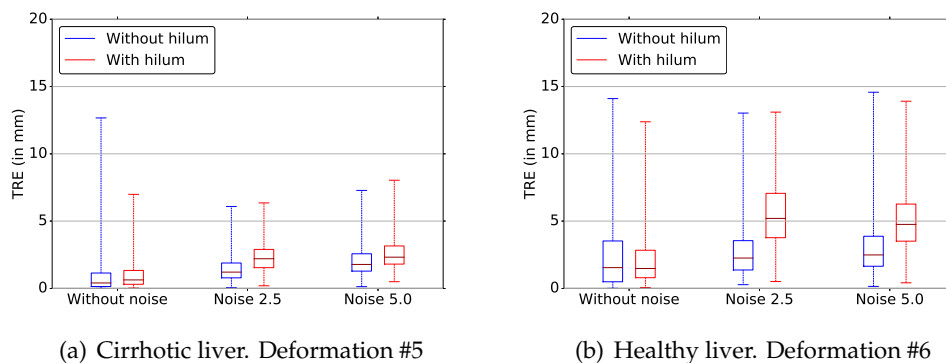 20
15
10
5
0
TRE (in mm)
Without hilum
With hilum
Without noise
Noise 2.5
Noise 5.0
(a) Cirrhotic liver. Deformation #5
20
15
10
5
0
TRE (in mm)
Without hilum
With hilum
Without noise
Noise 2.5
Noise 5.0
(b) Healthy liver. Deformation #6